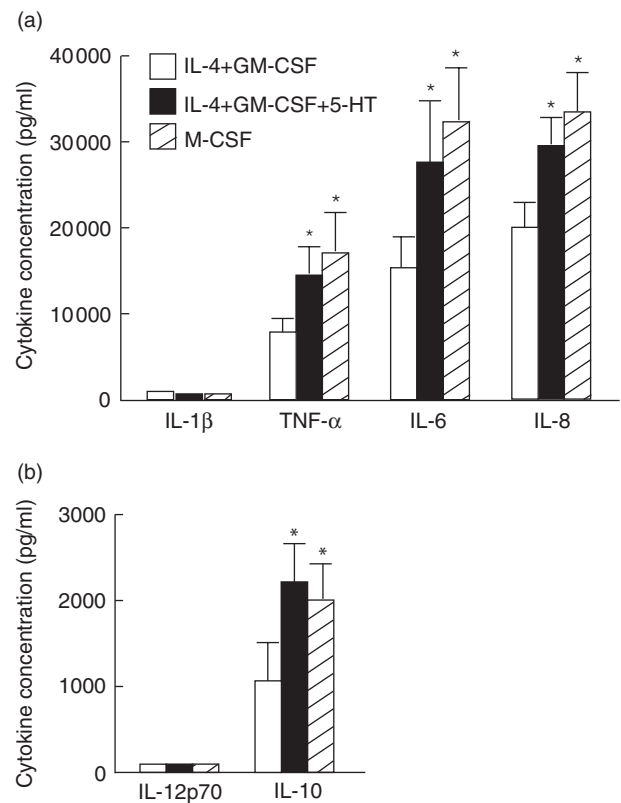 (a)
40 000
30 000
20 000
10 000
0
Cytokine concentration (pg/ml)
IL-4+GM-CSF
IL-4+GM-CSF+5-HT
M-CSF
* * * * * *
IL-1β TNF-α IL-6 IL-8
(b)
3000
2000
1000
0
Cytokine concentration (pg/ml)
* *
IL-12p70 IL-10